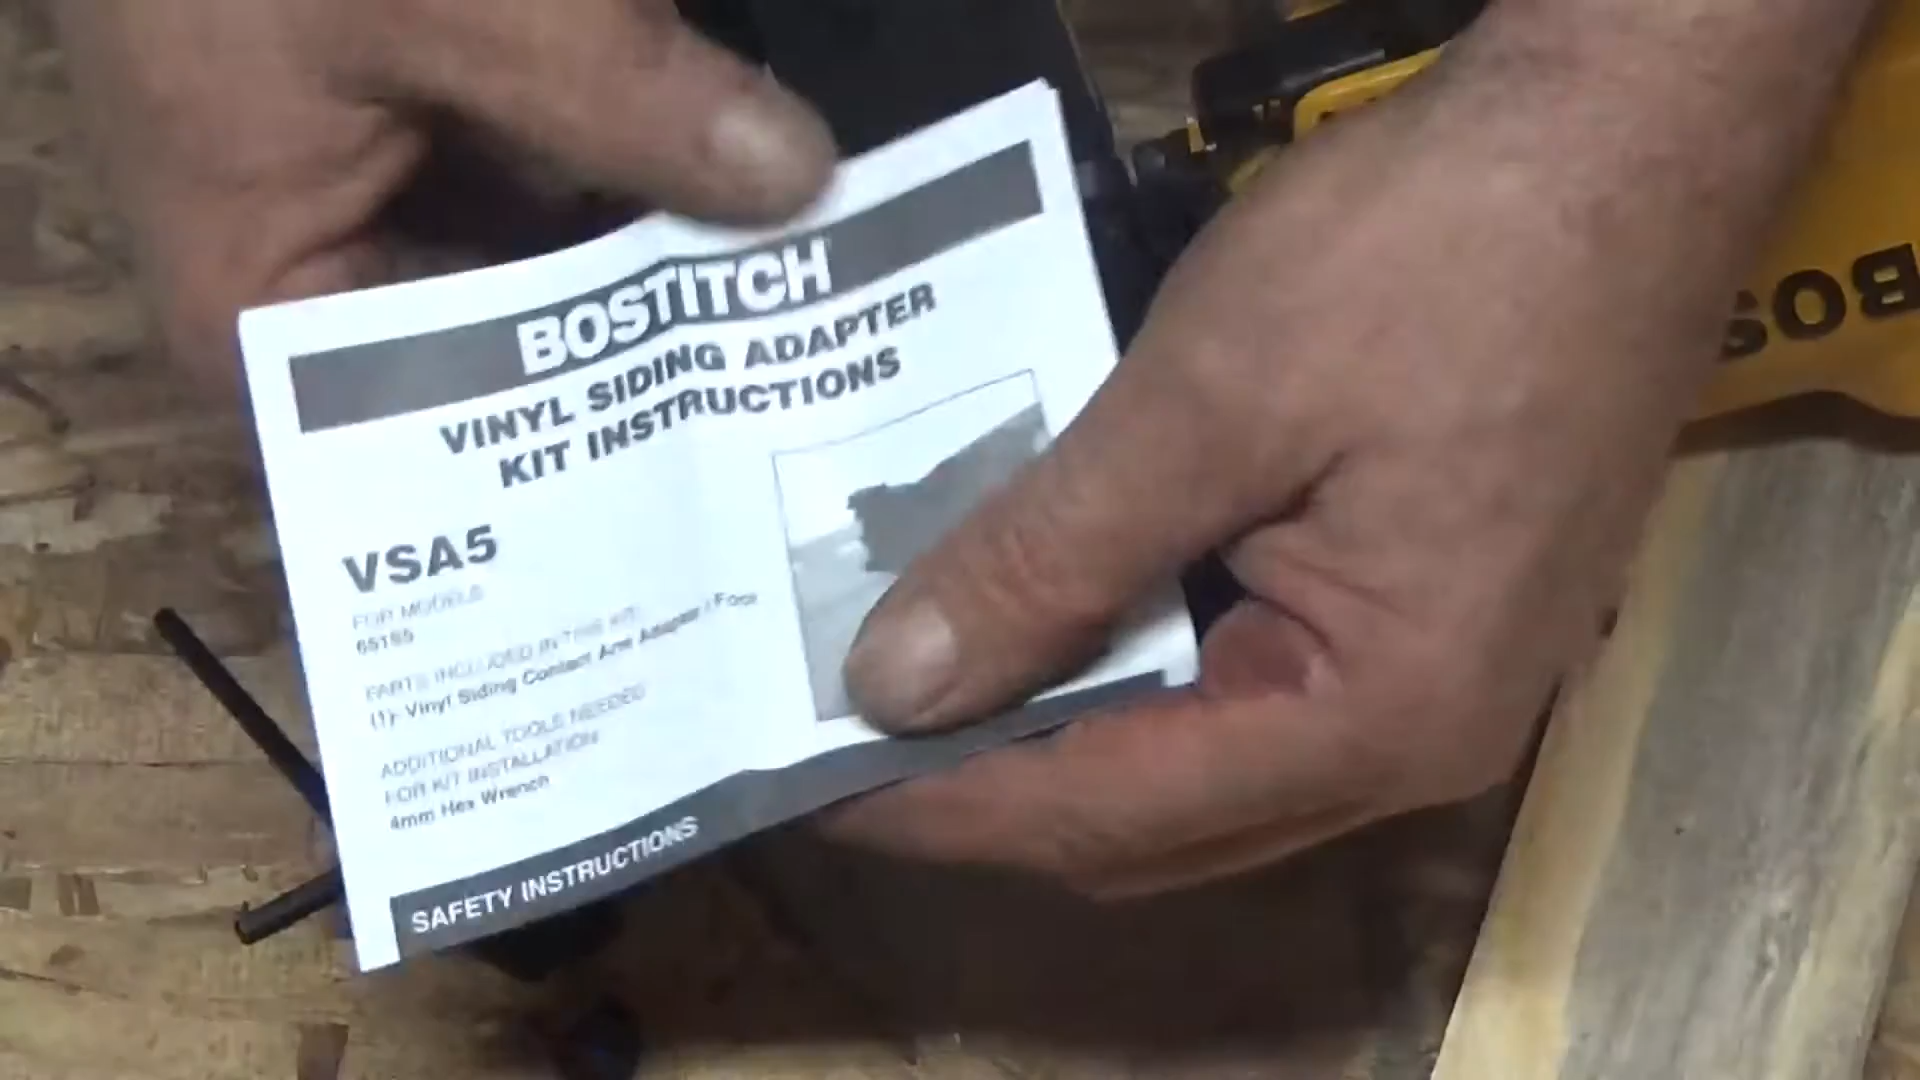 BOSTITCH
VINYL SIDING ADAPTER
KIT INSTRUCTIONS
VSA5
FOR MODELS
651S5
PARTS INCLUDED IN THIS KIT:
(1)- Vinyl Siding Contact Arm Adapter / Foot
ADDITIONAL TOOLS NEEDED
FOR KIT INSTALLATION:
4mm Hex Wrench
SAFETY INSTRUCTIONS
BOS